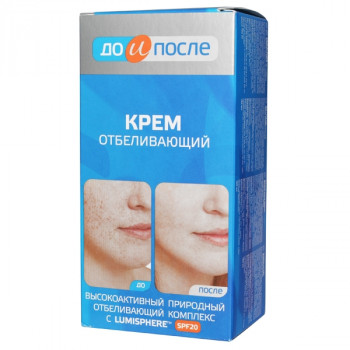 ДО и ПОСЛЕ
КРЕМ
ОТБЕЛИВАЮЩИЙ
ДО
ПОСЛЕ
ВЫСОКОАКТИВНЫЙ ПРИРОДНЫЙ
ОТБЕЛИВАЮЩИЙ КОМПЛЕКС
С LUMISPHERE™ SPF20